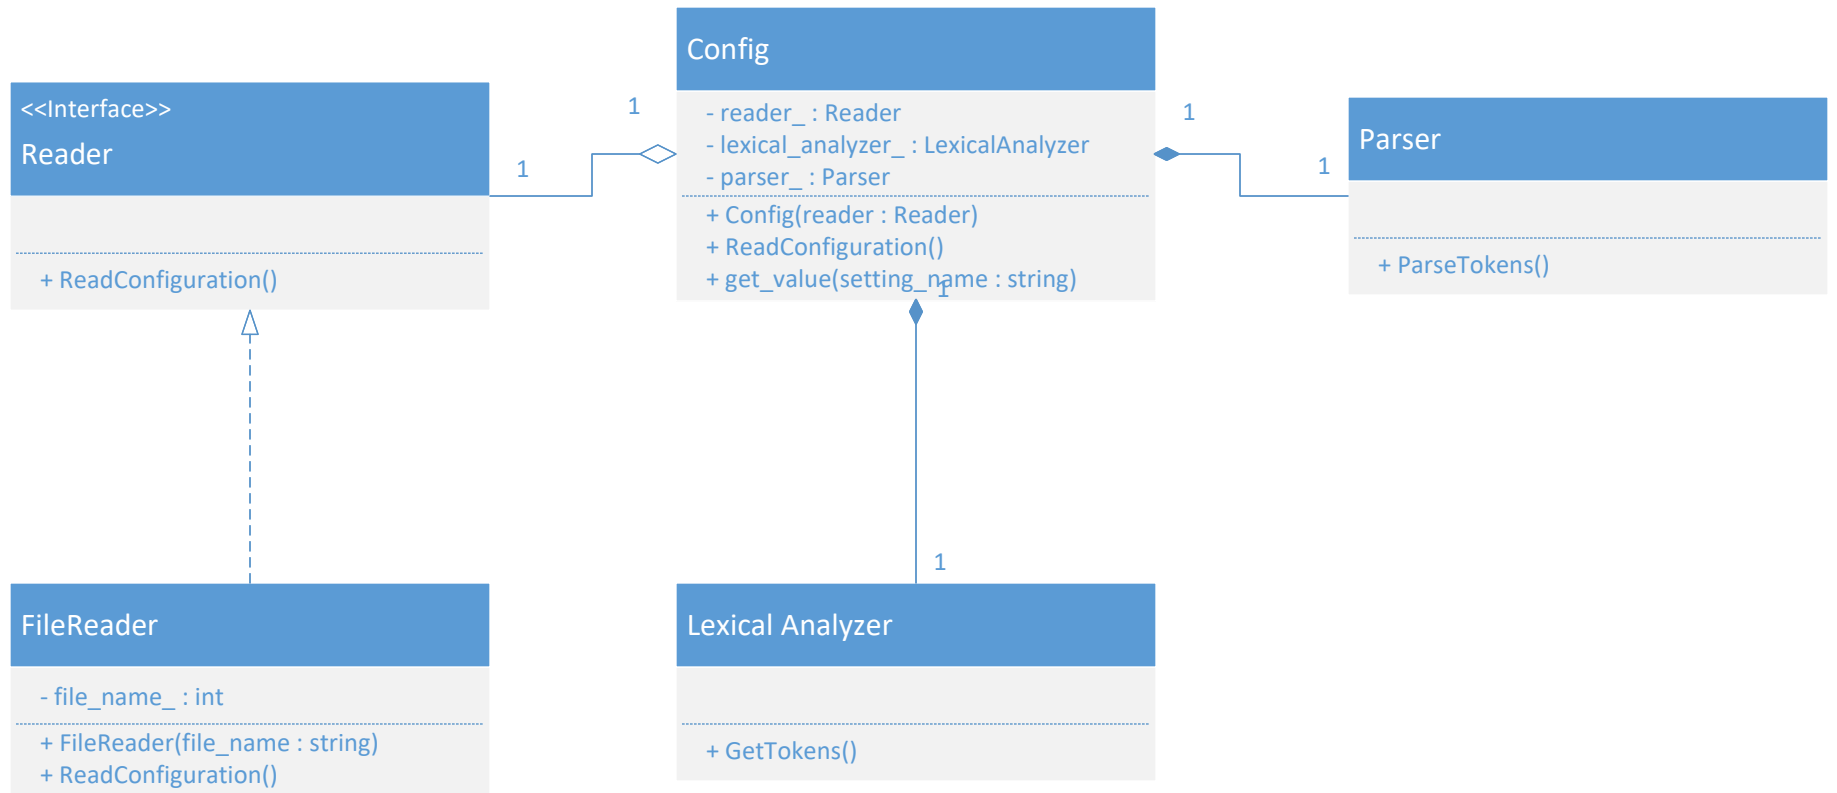 Config
- reader_ : Reader
- lexical_analyzer_ : LexicalAnalyzer
- parser_ : Parser
+ Config(reader : Reader)
+ ReadConfiguration()
+ get_value(setting_name : string)
<<Interface>>
Reader
+ ReadConfiguration()
1
1
1
1
Parser
+ ParseTokens()
1
1
FileReader
- file_name_ : int
+ FileReader(file_name : string)
+ ReadConfiguration()
Lexical Analyzer
+ GetTokens()